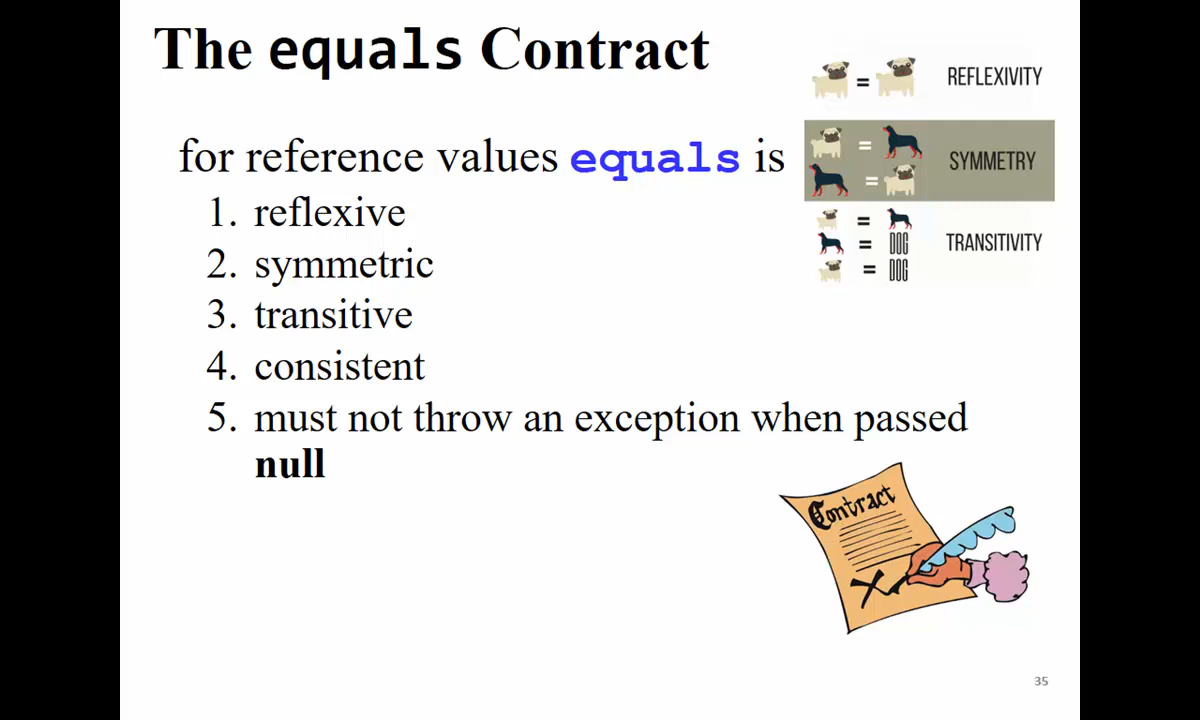 The equals Contract
for reference values equals is
1. reflexive
2. symmetric
3. transitive
4. consistent
5. must not throw an exception when passed
null
= REFLEXIVITY
=
= SYMMETRY
=
= DOG TRANSITIVITY
= DOG
Contract
X
35